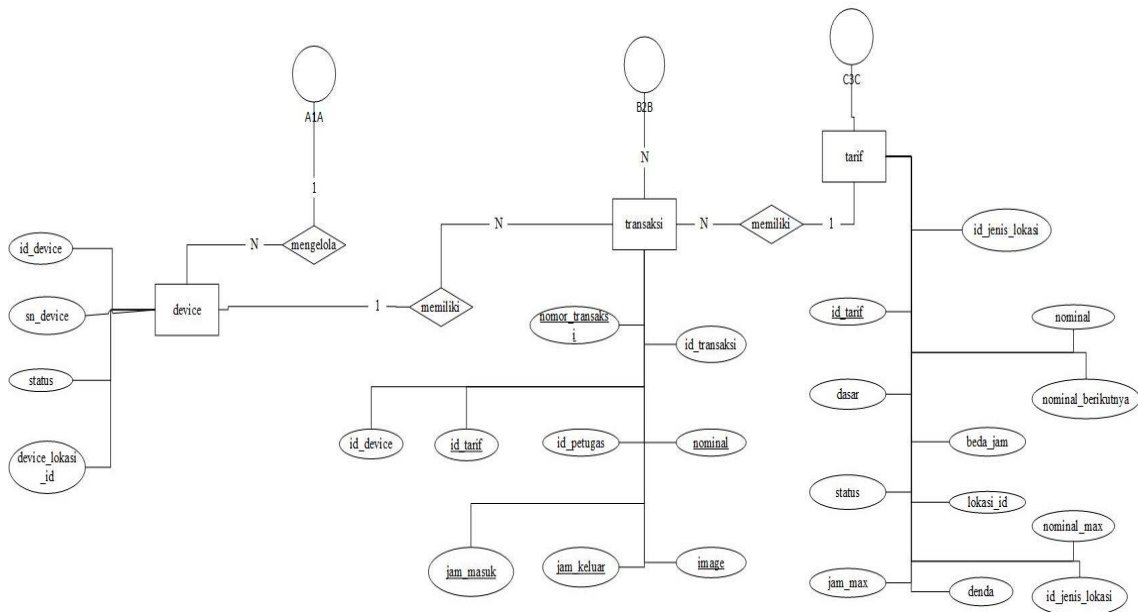 C3C
A1A
B2B
N
tarif
1
transaksi
N
memiliki
1
N
mengelola
N
id_jenis_lokasi
id_device
sn_device
device
1
memiliki
status
device_lokasi
_id
nomor_transaks
i
id_transaksi
id_device
id_tarif
id_petugas
nominal
jam_masuk
jam_keluar
image
id_tarif
nominal
dasar
nominal_berikutnya
beda_jam
status
lokasi_id
nominal_max
jam_max
denda
id_jenis_lokasi